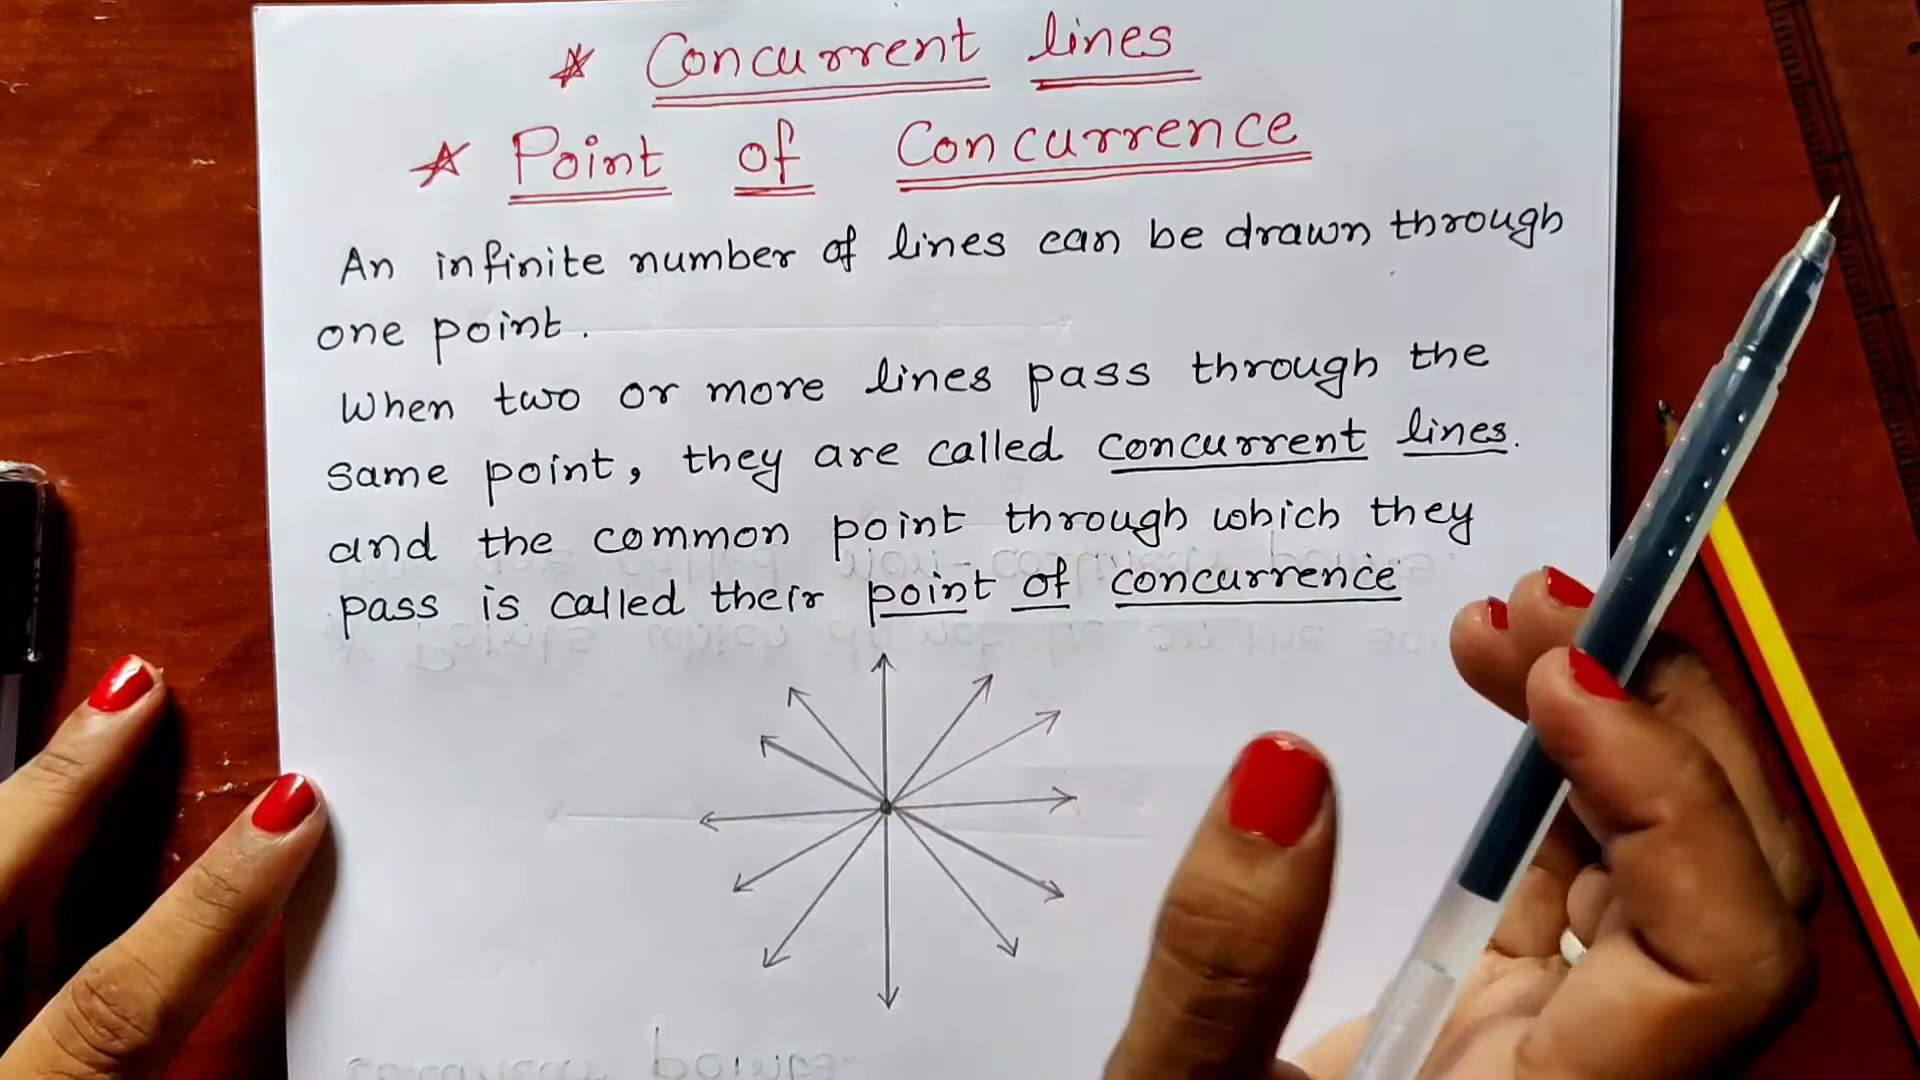 * Concurrent lines
* Point of Concurrence
An infinite number of lines can be drawn through
one point.
When two or more lines pass through the
same point, they are called concurrent lines.
and the common point through which they
pass is called their point of concurrence